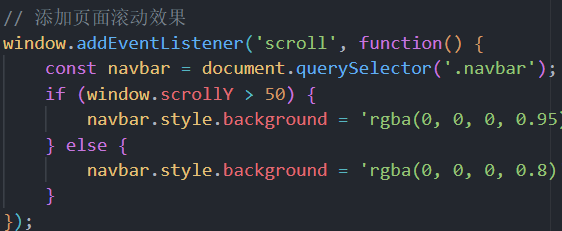 // 添加页面滚动效果
window.addEventListener('scroll', function() {
const navbar = document.querySelector('.navbar');
if (window.scrollY > 50) {
navbar.style.background = 'rgba(0, 0, 0, 0.95)
} else {
navbar.style.background = 'rgba(0, 0, 0, 0.8)
}
});